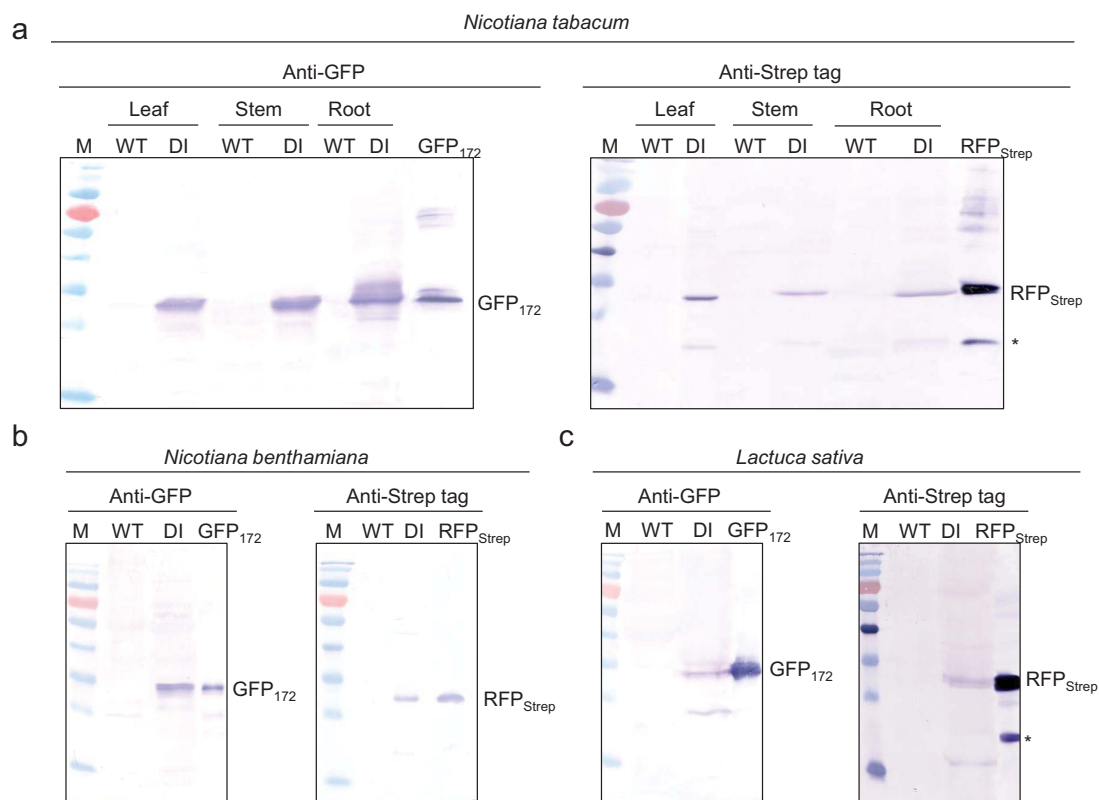 a
Nicotiana tabacum
Anti-GFP
Leaf Stem Root
M WT DI WT DI WT DI GFP172
GFP172
Anti-Strep tag
Leaf Stem Root
M WT DI WT DI WT DI RFPStrep
RFPStrep
*
b
Nicotiana benthamiana
Anti-GFP
M WT DI GFP172
GFP172
Anti-Strep tag
M WT DI RFPStrep
RFPStrep
c
Lactuca sativa
Anti-GFP
M WT DI GFP172
GFP172
Anti-Strep tag
M WT DI RFPStrep
RFPStrep
*